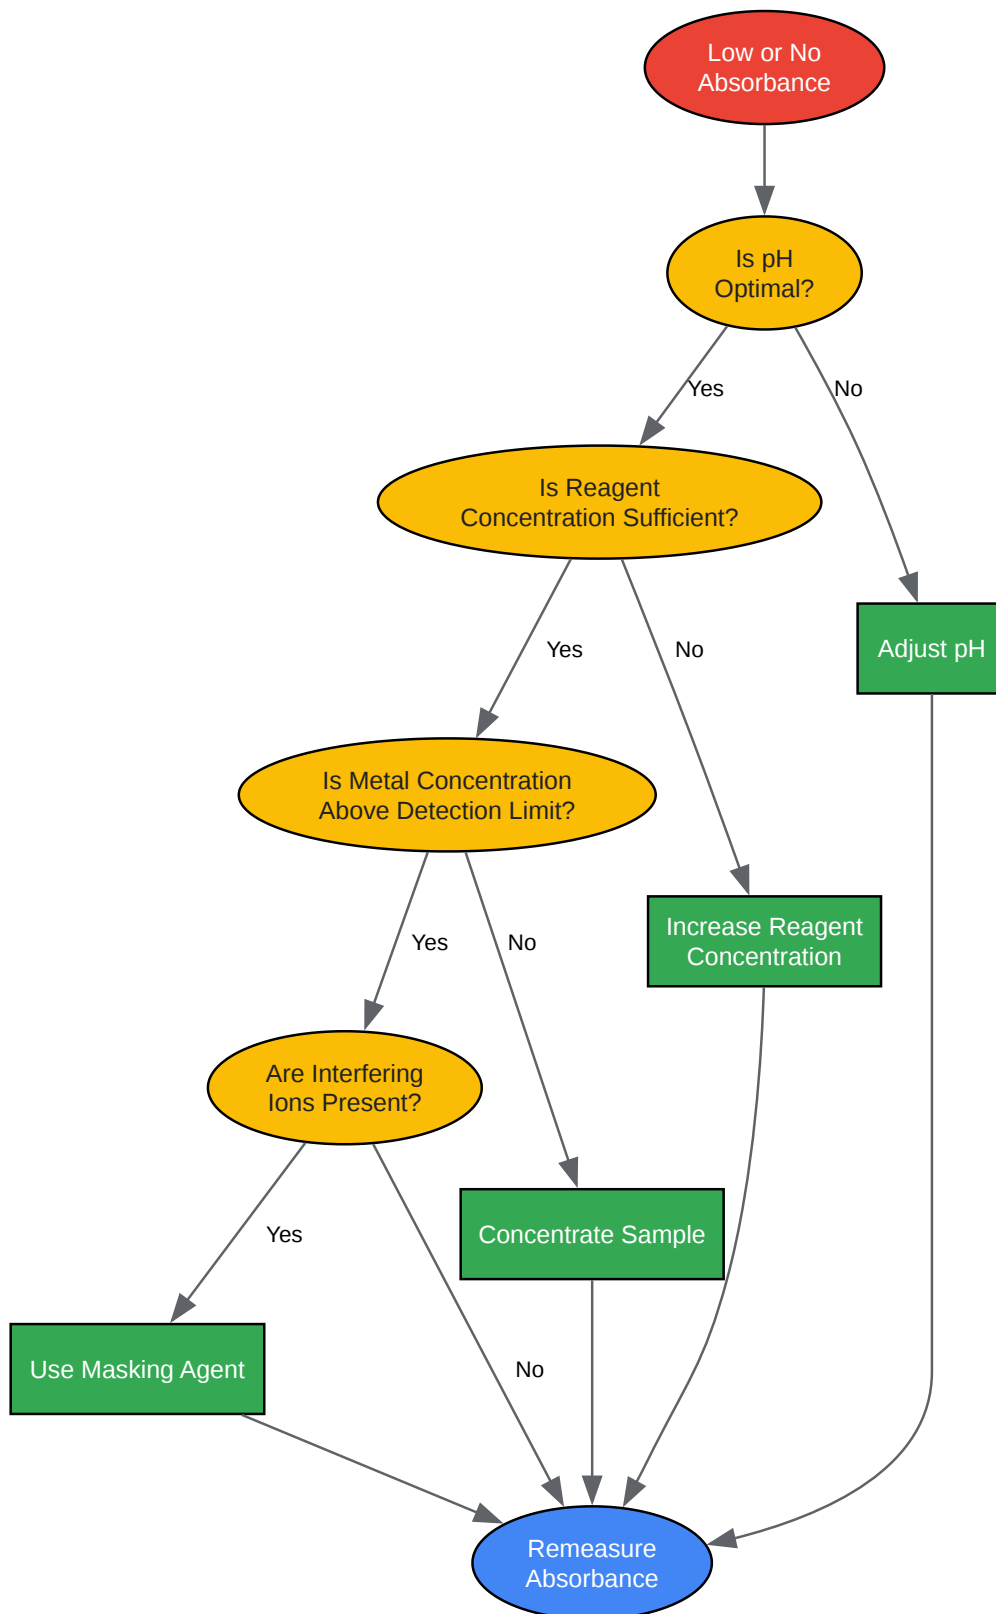 Low or No
Absorbance
Is pH
Optimal?
Yes
No
Is Reagent
Concentration Sufficient?
Yes
No
Adjust pH
Is Metal Concentration
Above Detection Limit?
Yes
No
Increase Reagent
Concentration
Are Interfering
Ions Present?
Yes
No
Concentrate Sample
Use Masking Agent
Remeasure
Absorbance